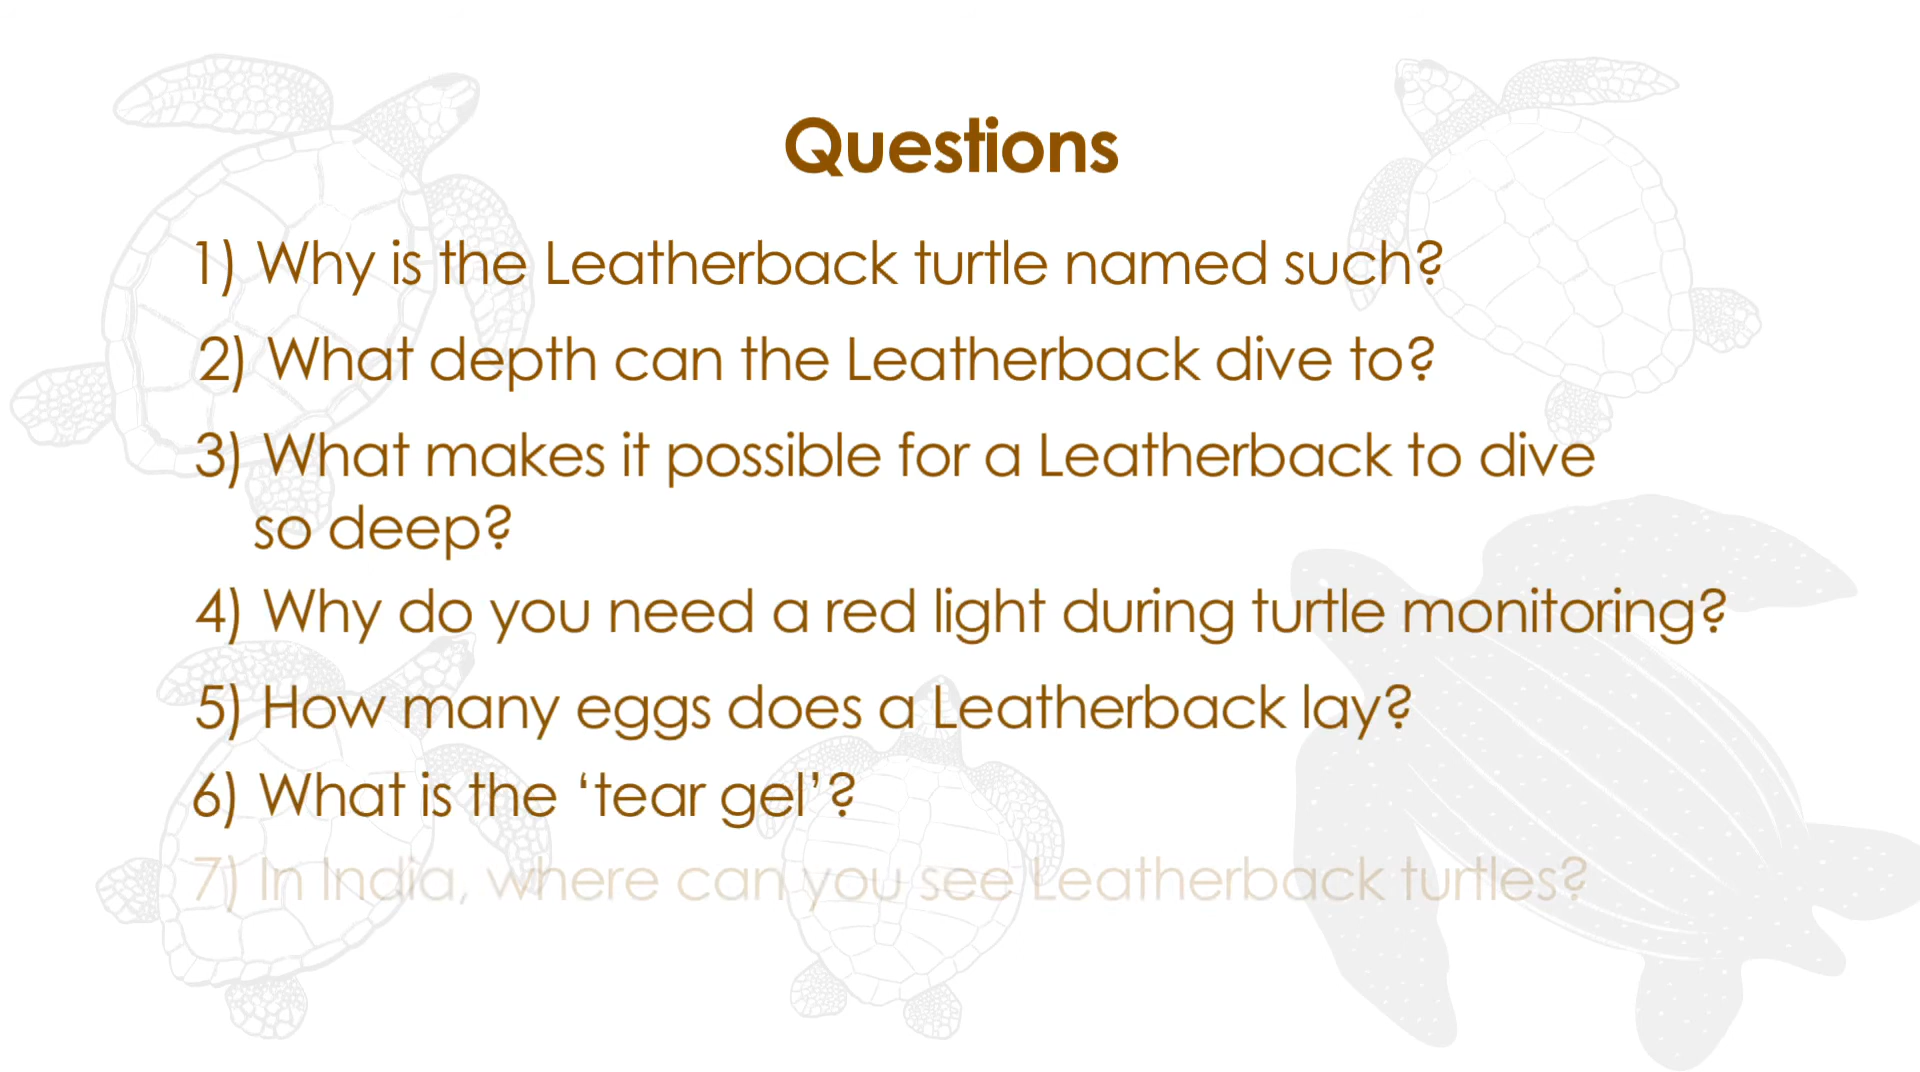 Questions
1) Why is the Leatherback turtle named such?
2) What depth can the Leatherback dive to?
3) What makes it possible for a Leatherback to dive
so deep?
4) Why do you need a red light during turtle monitoring?
5) How many eggs does a Leatherback lay?
6) What is the ‘tear gel’?
7) In India, where can you see Leatherback turtles?